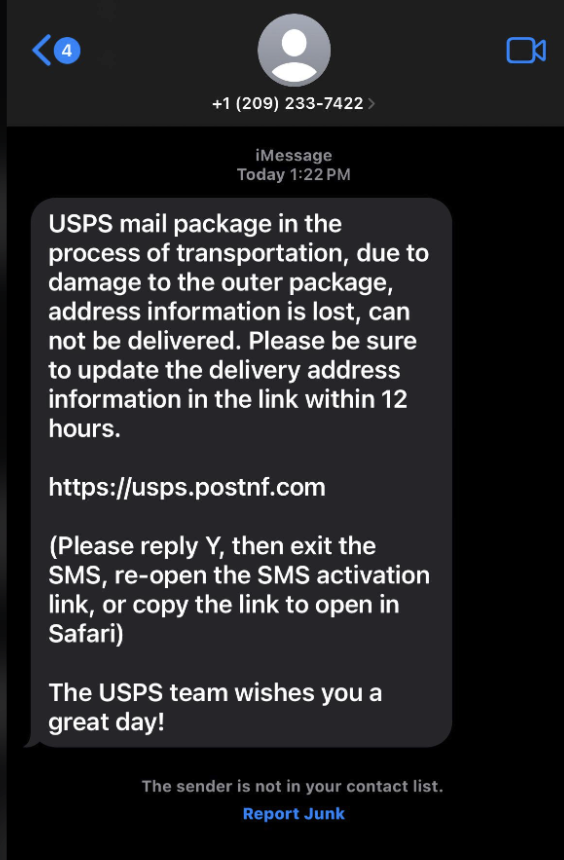 4
+1 (209) 233-7422 >
iMessage
Today 1:22 PM
USPS mail package in the
process of transportation, due to
damage to the outer package,
address information is lost, can
not be delivered. Please be sure
to update the delivery address
information in the link within 12
hours.
https://usps.postnf.com
(Please reply Y, then exit the
SMS, re-open the SMS activation
link, or copy the link to open in
Safari)
The USPS team wishes you a
great day!
The sender is not in your contact list.
Report Junk